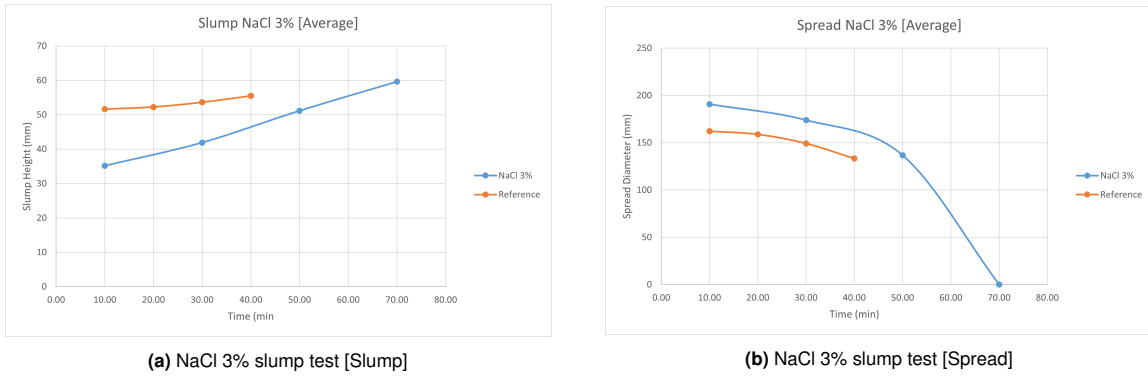 Slump NaCl 3% [Average]
70
60
50
40
30
20
10
0
Slump Height (mm)
0.00 10.00 20.00 30.00 40.00 50.00 60.00 70.00 80.00
Time (min
NaCl 3%
Reference
(a) NaCl 3% slump test [Slump]
Spread NaCl 3% [Average]
250
200
150
100
50
0
Spread Diameter (mm)
0.00 10.00 20.00 30.00 40.00 50.00 60.00 70.00 80.00
Time (min)
NaCl 3%
Reference
(b) NaCl 3% slump test [Spread]